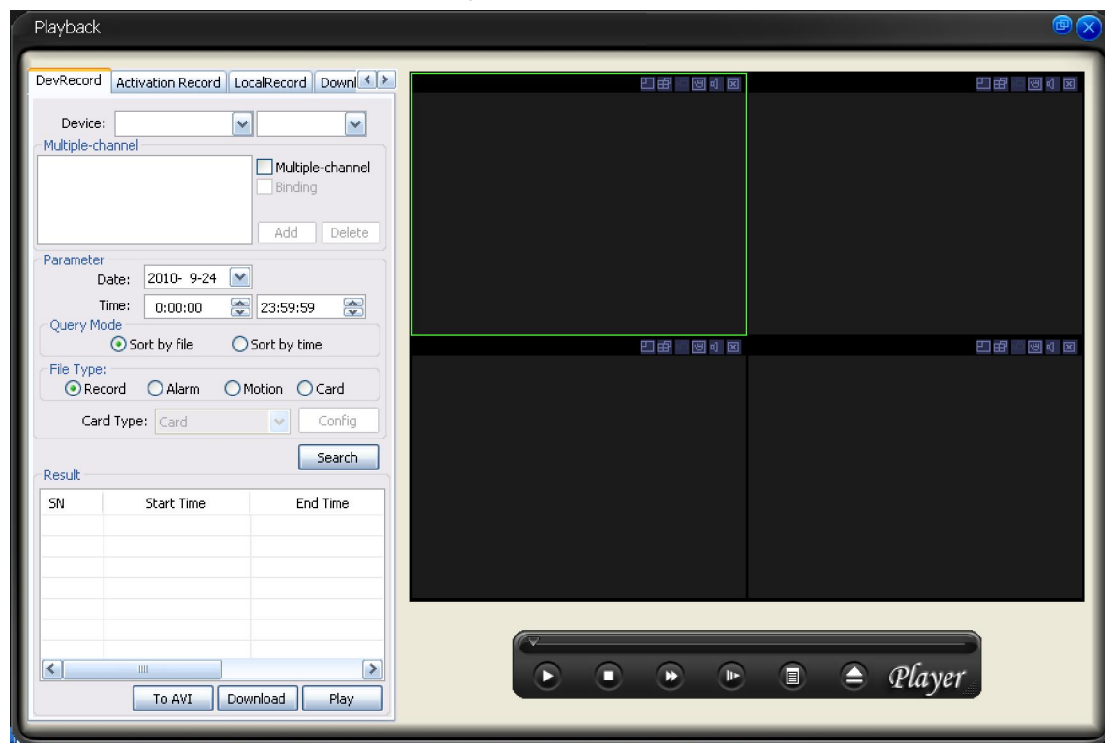 Playback
DevRecord Activation Record LocalRecord Downl
Device:
Multiple-channel
Multiple-channel
Binding
Add Delete
Parameter
Date: 2010- 9-24
Time: 0:00:00 23:59:59
Query Mode
Sort by file Sort by time
File Type:
Record Alarm Motion Card
Card Type: Card Config
Search
Result
SN Start Time End Time
To AVI Download Play
Player